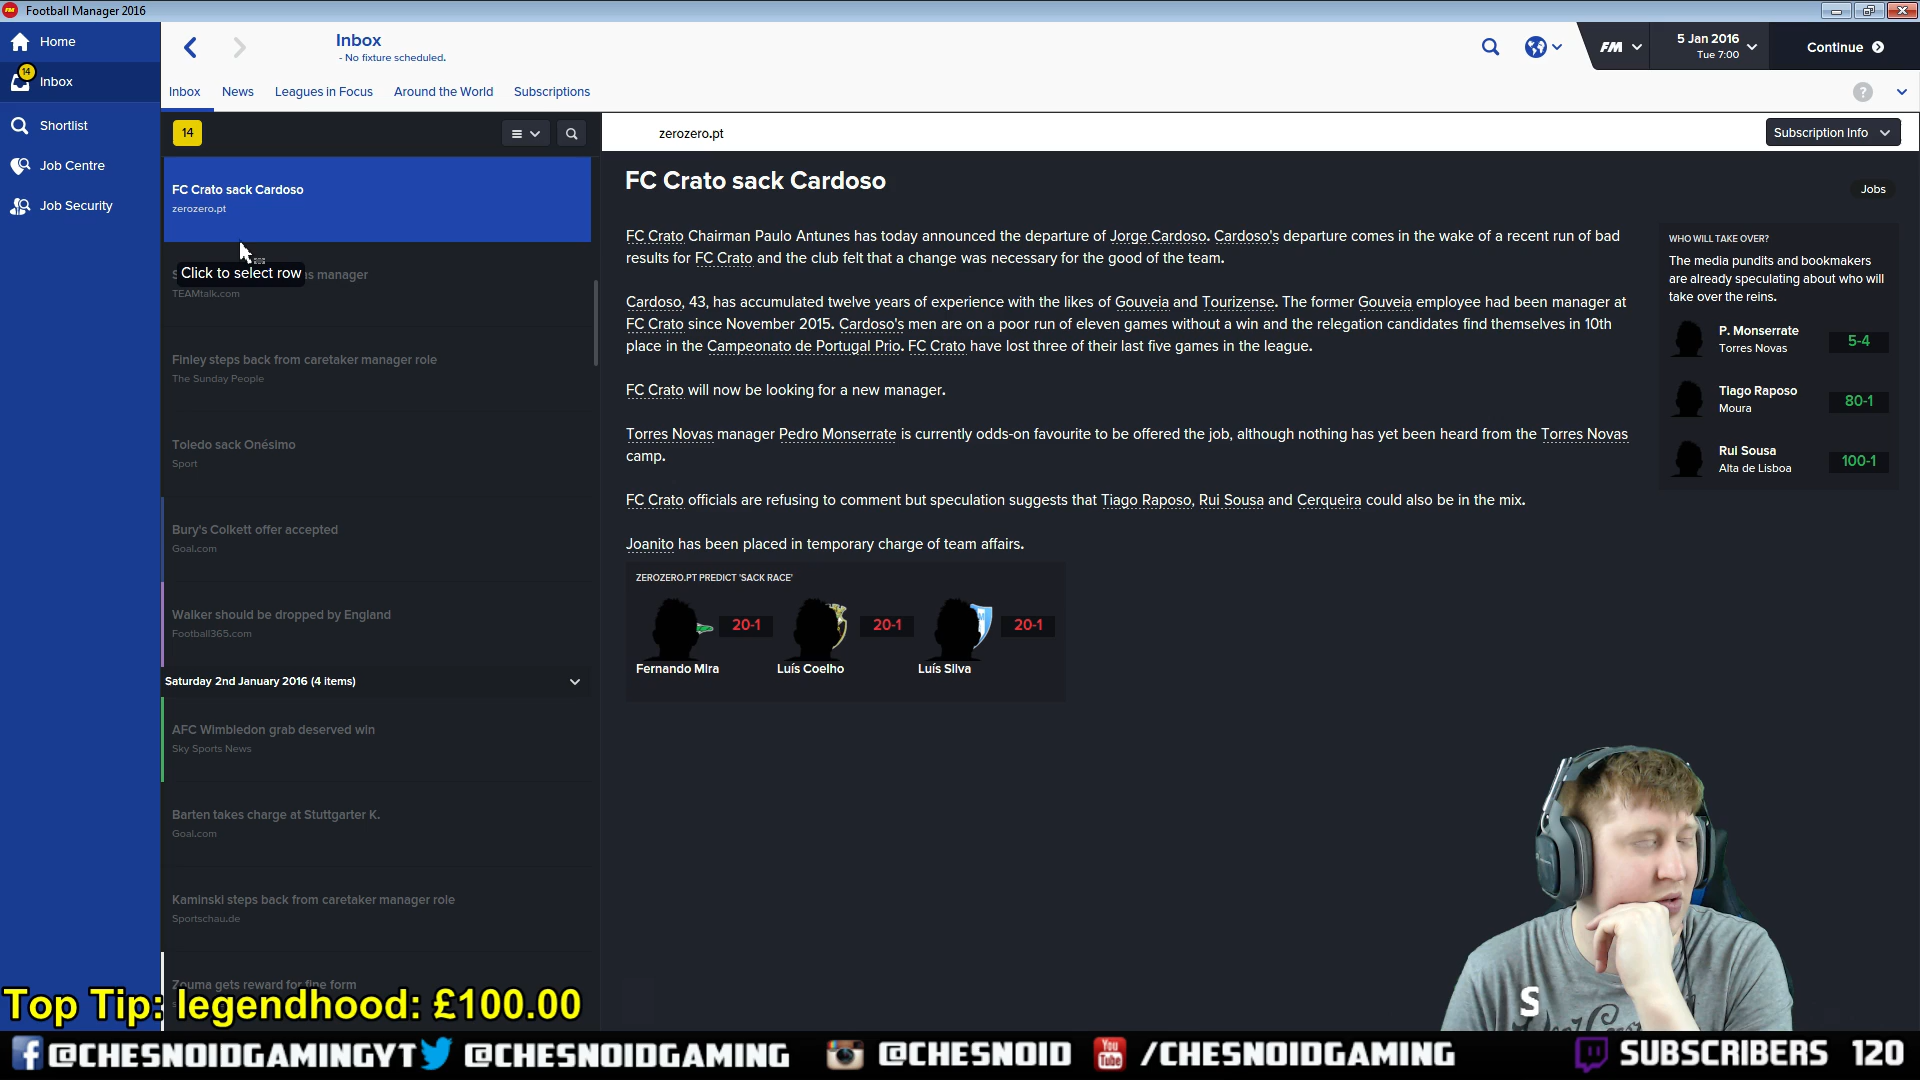 Football Manager 2016
Home
14
Inbox
Shortlist
Job Centre
Job Security
Inbox
- No fixture scheduled.
FM
5 Jan 2016
Tue 7:00
Continue
Inbox
News
Leagues in Focus
Around the World
Subscriptions
?
14
zerozero.pt
Subscription Info
FC Crato sack Cardoso
zerozero.pt
Click to select row
s manager
TEAMtalk.com
Finley steps back from caretaker manager role
The Sunday People
Toledo sack Onésimo
Sport
Bury's Colkett offer accepted
Goal.com
Walker should be dropped by England
Football365.com
Saturday 2nd January 2016 (4 items)
AFC Wimbledon grab deserved win
Sky Sports News
Barten takes charge at Stuttgarter K.
Goal.com
Kaminski steps back from caretaker manager role
Sportschau.de
Zouma gets reward for fine form
FC Crato sack Cardoso
Jobs
FC Crato Chairman Paulo Antunes has today announced the departure of Jorge Cardoso. Cardoso's departure comes in the wake of a recent run of bad
results for FC Crato and the club felt that a change was necessary for the good of the team.
Cardoso, 43, has accumulated twelve years of experience with the likes of Gouveia and Tourizense. The former Gouveia employee had been manager at
FC Crato since November 2015. Cardoso's men are on a poor run of eleven games without a win and the relegation candidates find themselves in 10th
place in the Campeonato de Portugal Prio. FC Crato have lost three of their last five games in the league.
FC Crato will now be looking for a new manager.
Torres Novas manager Pedro Monserrate is currently odds-on favourite to be offered the job, although nothing has yet been heard from the Torres Novas
camp.
FC Crato officials are refusing to comment but speculation suggests that Tiago Raposo, Rui Sousa and Cerqueira could also be in the mix.
Joanito has been placed in temporary charge of team affairs.
ZEROZERO.PT PREDICT 'SACK RACE'
20-1
20-1
20-1
Fernando Mira
Luís Coelho
Luís Silva
WHO WILL TAKE OVER?
The media pundits and bookmakers
are already speculating about who will
take over the reins.
P. Monserrate
Torres Novas
5-4
Tiago Raposo
Moura
80-1
Rui Sousa
Alta de Lisboa
100-1
S
Top Tip: legendhood: £100.00
@CHESNOIDGAMINGYT
@CHESNOIDGAMING
@CHESNOID
You Tube
/CHESNOIDGAMING
SUBSCRIBERS 120